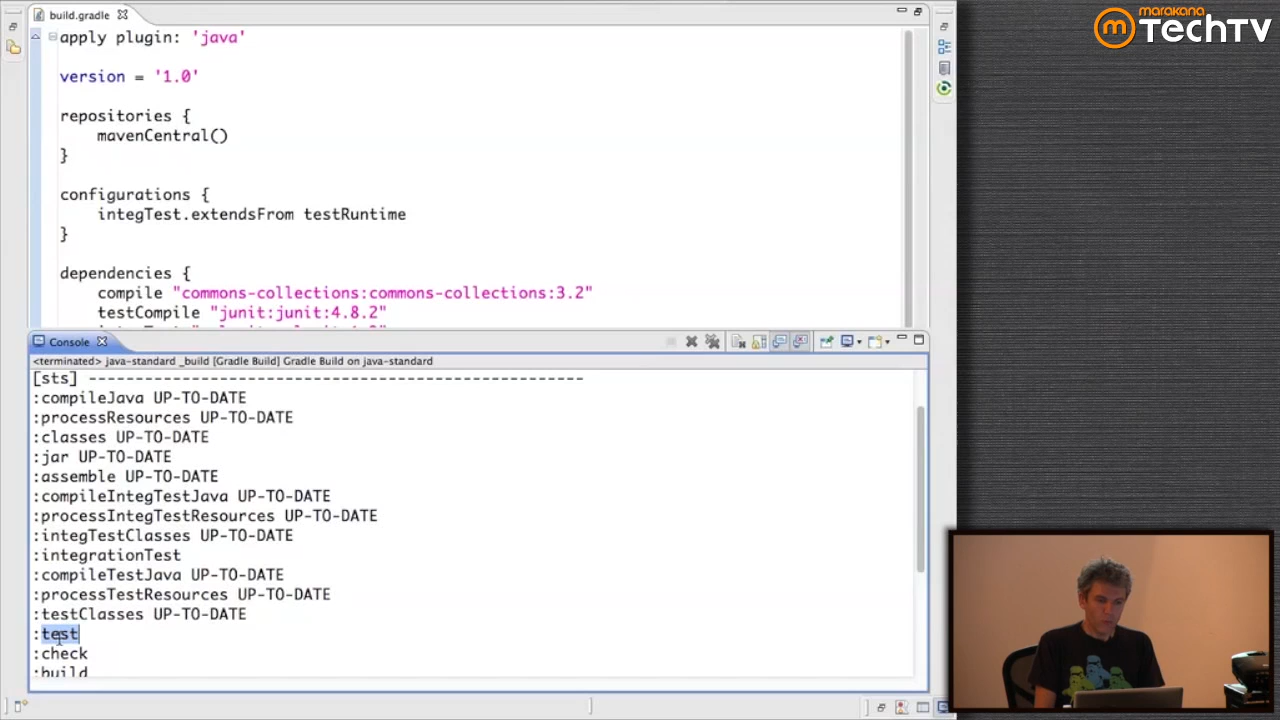 build.gradle
marakana
TechTV
apply plugin: 'java'
version = '1.0'
repositories {
mavenCentral()
}
configurations {
integTest.extendsFrom testRuntime
}
dependencies {
compile "commons-collections:commons-collections:3.2"
testCompile "junit:junit:4.8.2"
Console
<terminated> java-standard _build [Gradle Build] Gradle Build on java-standard
[sts] -----------------------------------------------------
:compileJava UP-TO-DATE
:processResources UP-TO-DATE
:classes UP-TO-DATE
:jar UP-TO-DATE
:assemble UP-TO-DATE
:compileIntegTestJava UP-TO-DATE
:processIntegTestResources UP-TO-DATE
:integTestClasses UP-TO-DATE
:integrationTest
:compileTestJava UP-TO-DATE
:processTestResources UP-TO-DATE
:testClasses UP-TO-DATE
:test
:check
:build